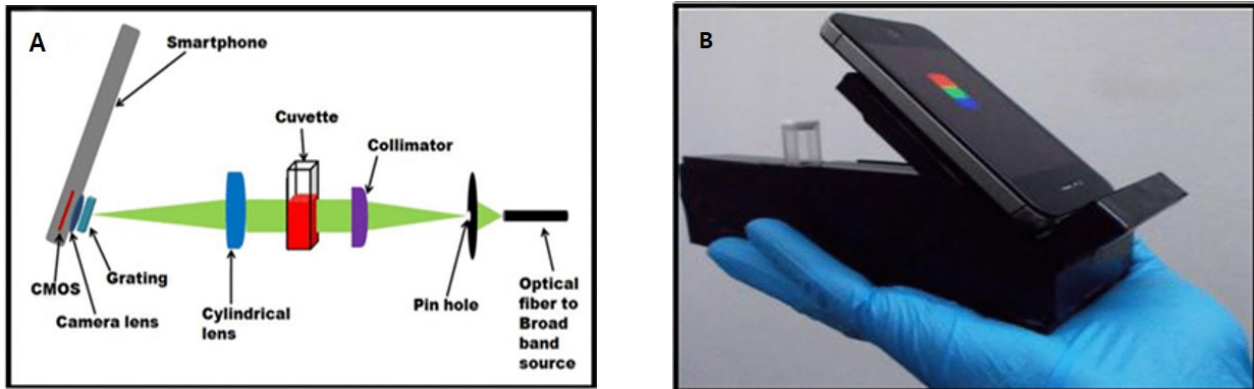 A
Smartphone
Cuvette
Collimator
CMOS
Grating
Camera lens
Cylindrical
lens
Pin hole
Optical
fiber to
Broad
band
source
B